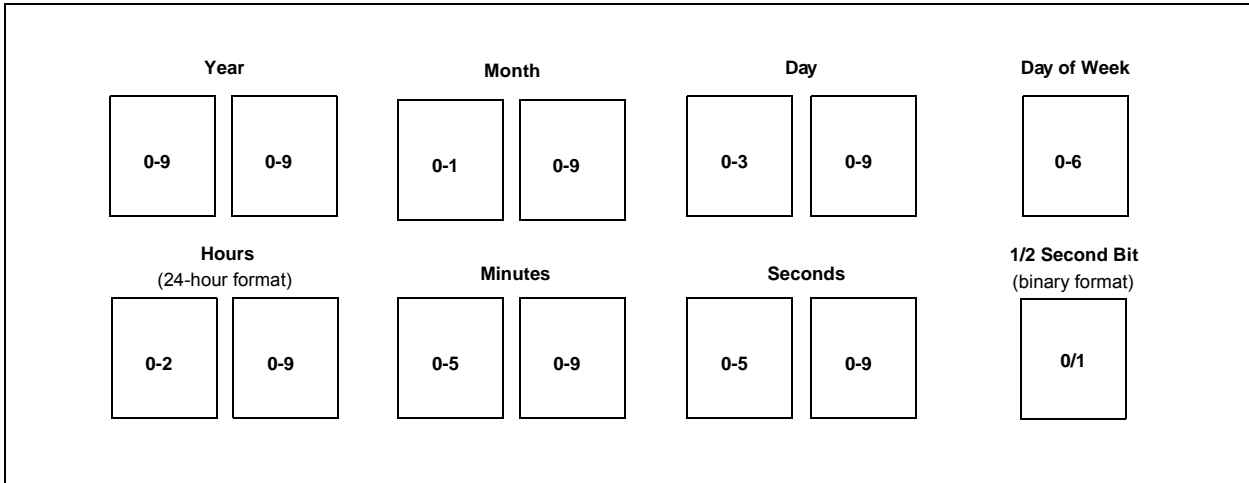 Year
Month
Day
Day of Week
0-9
0-9
0-1
0-9
0-3
0-9
0-6
Hours
(24-hour format)
Minutes
Seconds
1/2 Second Bit
(binary format)
0-2
0-9
0-5
0-9
0-5
0-9
0/1